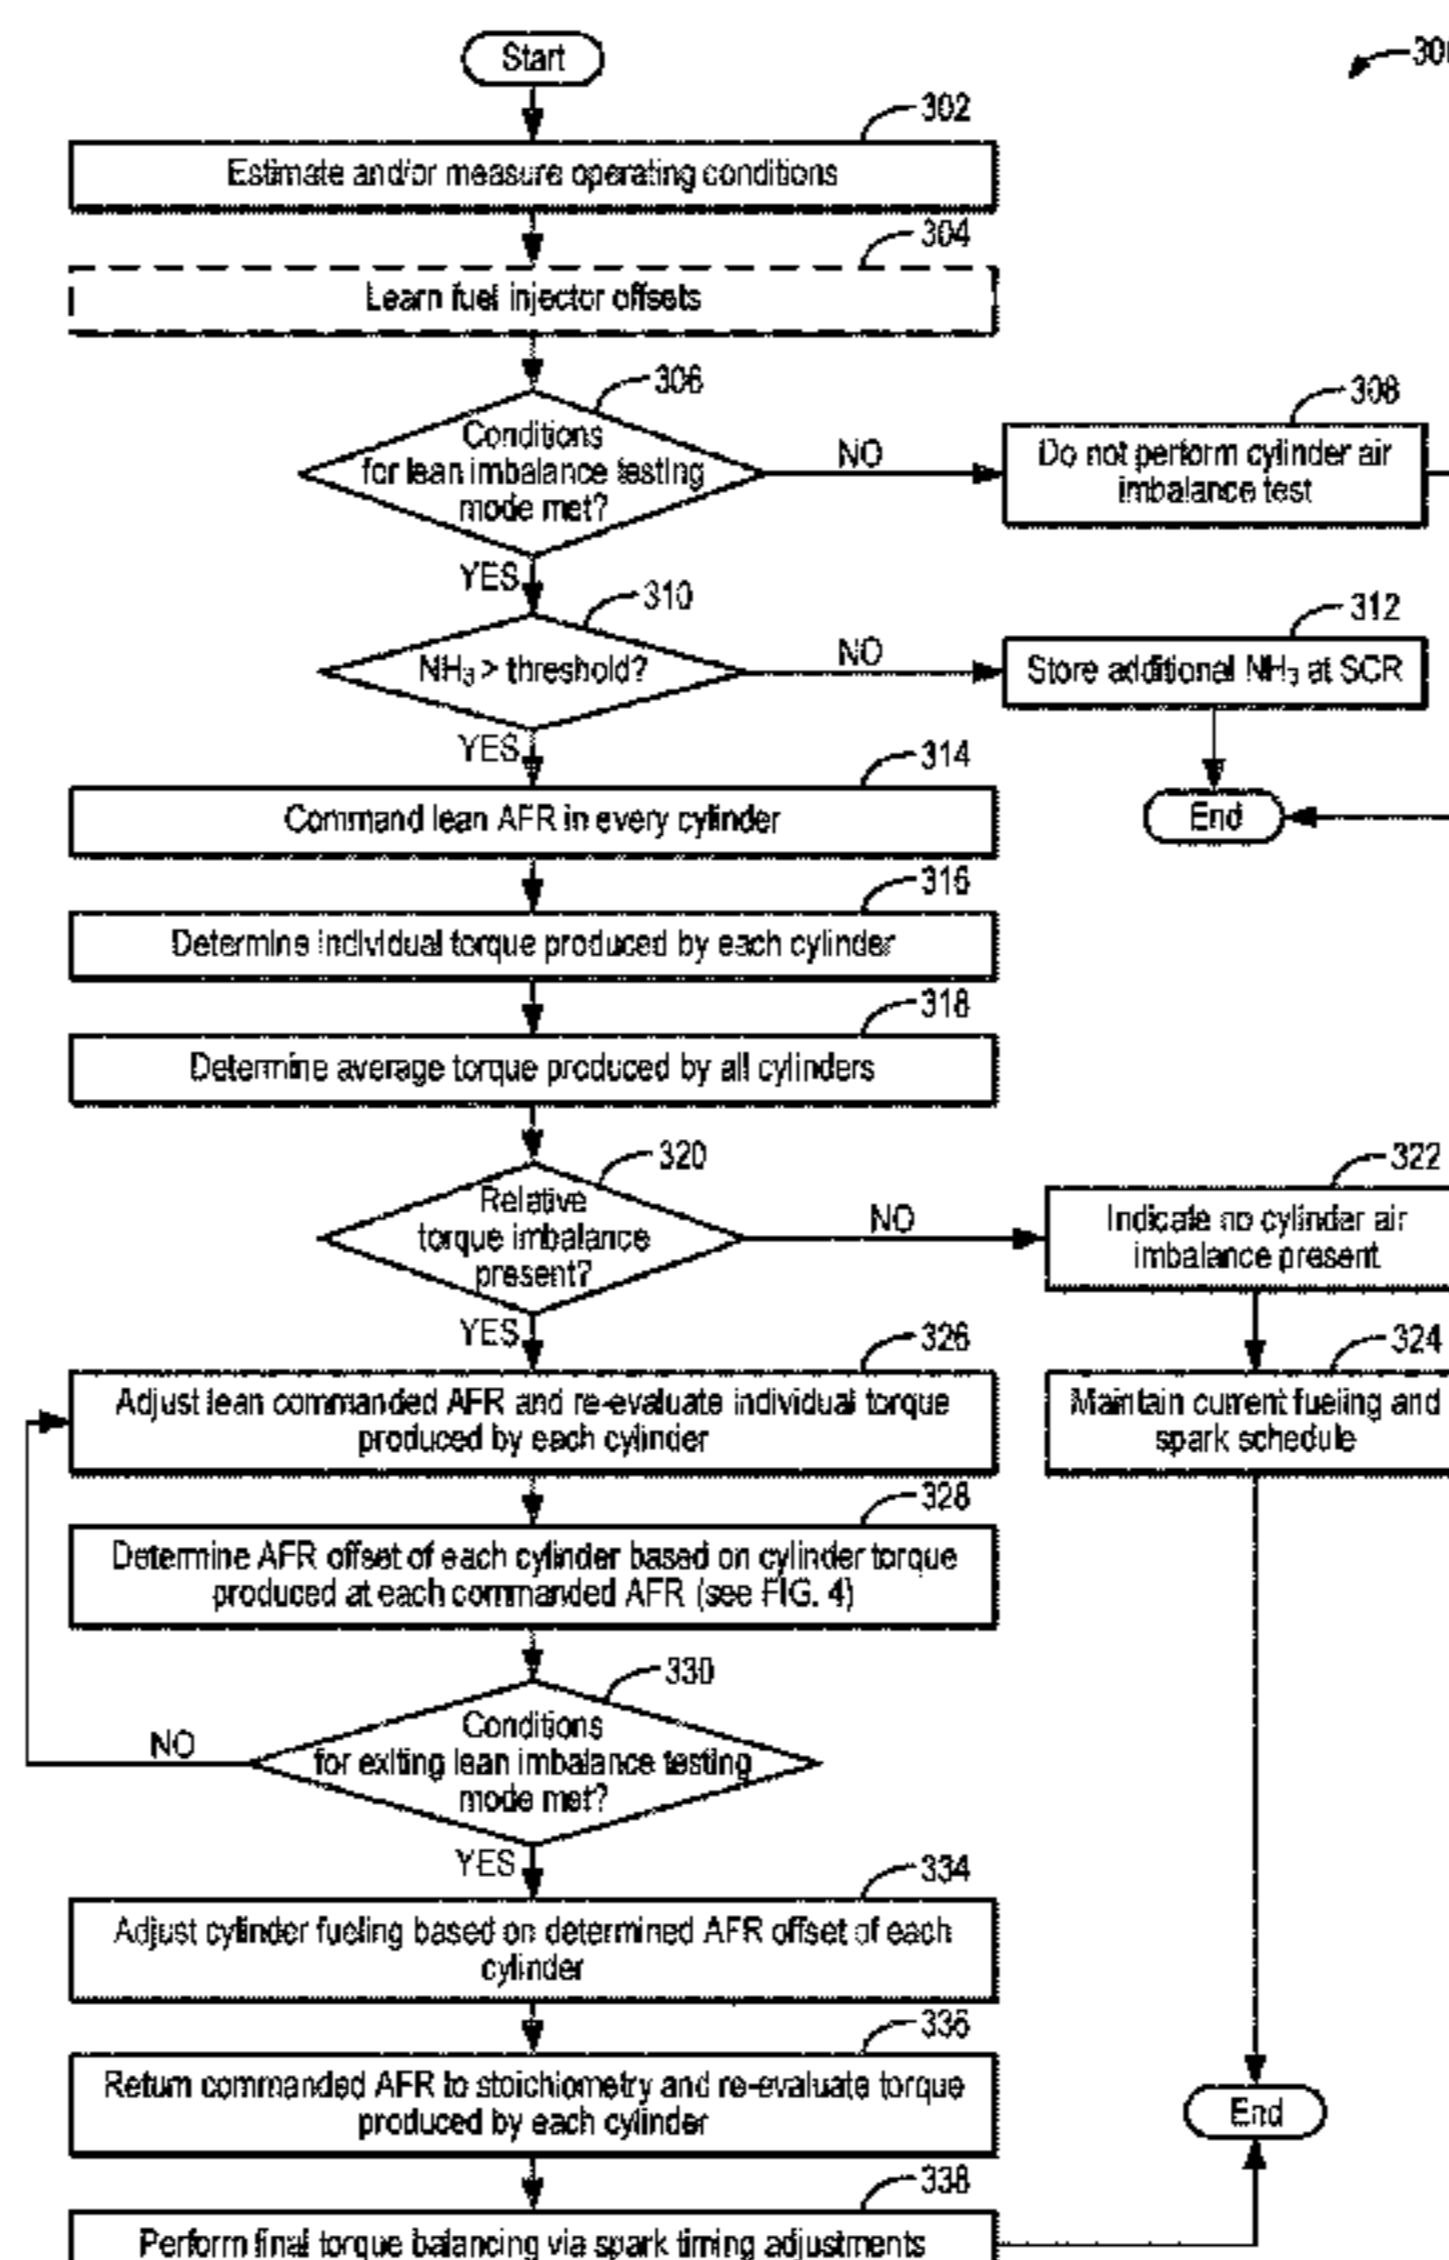 Start
300
302
Estimate and/or measure operating conditions
304
Learn fuel injector offsets
306
Conditions
for lean imbalance testing
mode met?
NO
308
Do not perform cylinder air
imbalance test
YES
310
NH₃ > threshold?
NO
312
Store additional NH₃ at SCR
YES
End
314
Command lean AFR in every cylinder
316
Determine individual torque produced by each cylinder
318
Determine average torque produced by all cylinders
320
Relative
torque imbalance
present?
NO
322
Indicate no cylinder air
imbalance present
YES
324
Maintain current fueling and
spark schedule
326
Adjust lean commanded AFR and re-evaluate individual torque
produced by each cylinder
328
Determine AFR offset of each cylinder based on cylinder torque
produced at each commanded AFR (see FIG. 4)
330
Conditions
for exiting lean imbalance testing
mode met?
NO
YES
334
Adjust cylinder fueling based on determined AFR offset of each
cylinder
336
Return commanded AFR to stoichiometry and re-evaluate torque
produced by each cylinder
End
338
Perform final torque balancing via spark timing adjustments